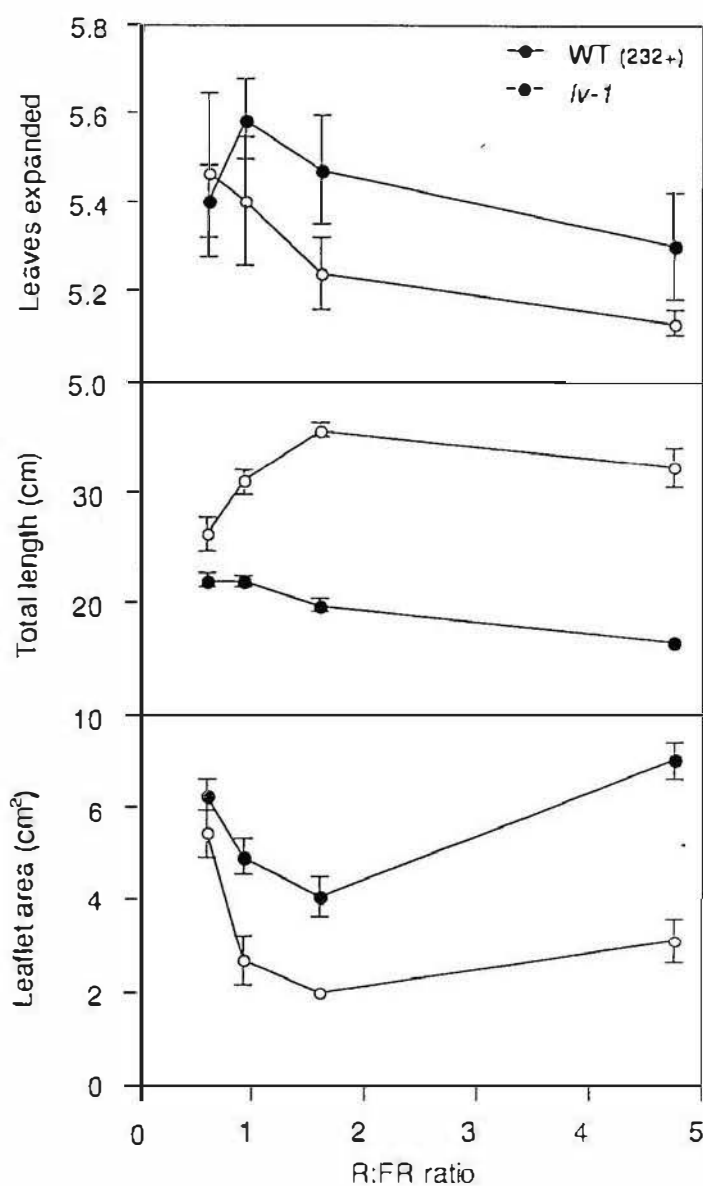 5.8
WT (232+)
lv-1
5.6
5.4
5.2
5.0
Leaves expanded
30
20
10
Total length (cm)
6
4
2
0
Leaflet area (cm²)
0 1 2 3 4 5
R:FR ratio